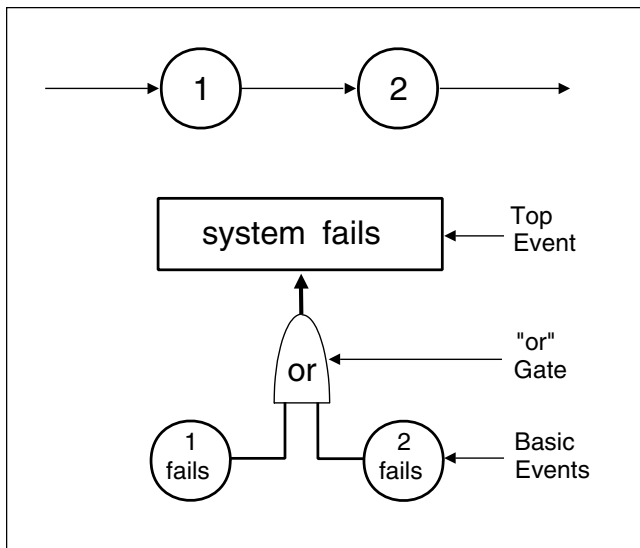 1
2
system fails
Top
Event
or
"or"
Gate
1
fails
2
fails
Basic
Events